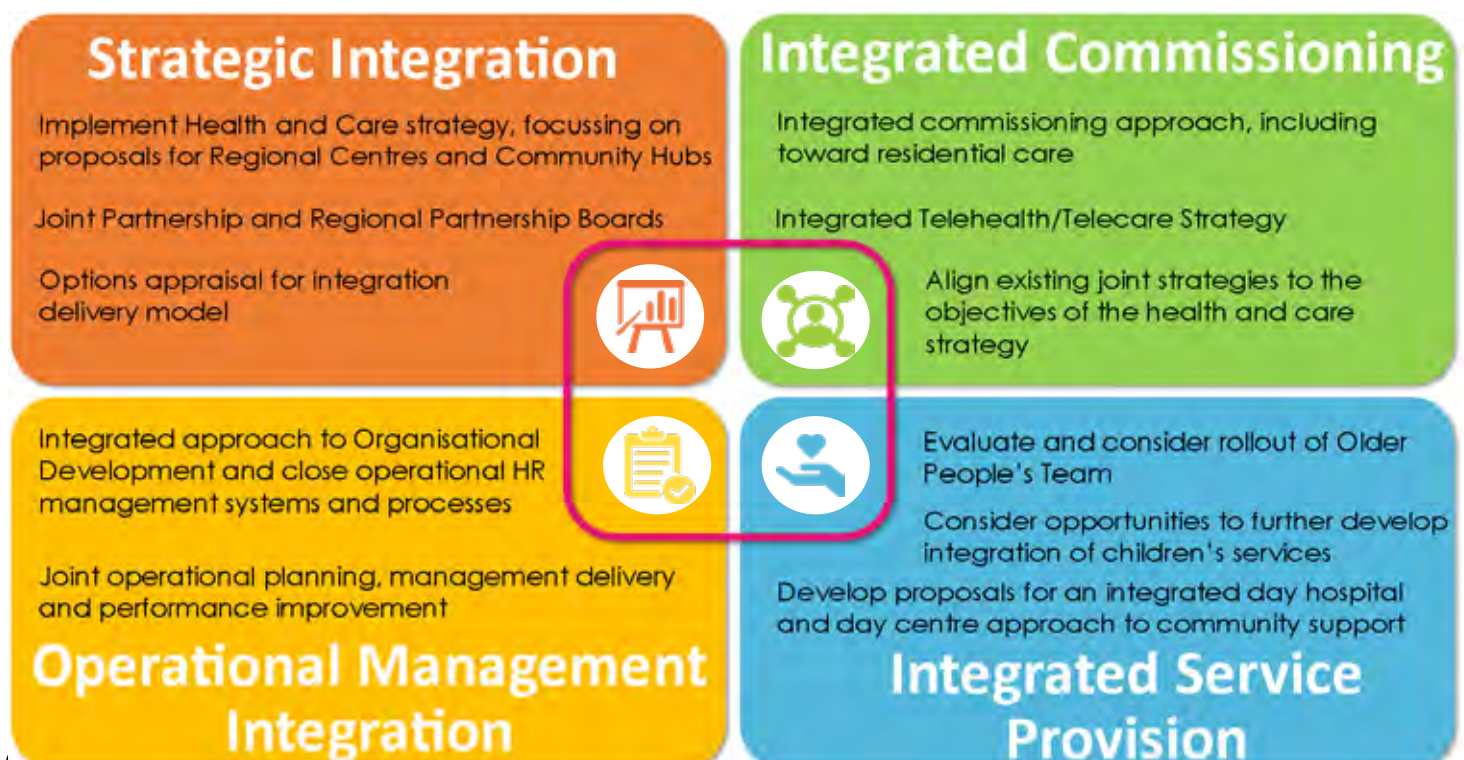 Strategic Integration
Implement Health and Care strategy, focussing on
proposals for Regional Centres and Community Hubs
Joint Partnership and Regional Partnership Boards
Options appraisal for integration
delivery model
Integrated Commissioning
Integrated commissioning approach, including
toward residential care
Integrated Telehealth/Telecare Strategy
Align existing joint strategies to the
objectives of the health and care
strategy
Integrated approach to Organisational
Development and close operational HR
management systems and processes
Joint operational planning, management delivery
and performance improvement
Operational Management
Integration
Evaluate and consider rollout of Older
People’s Team
Consider opportunities to further develop
integration of children’s services
Develop proposals for an integrated day hospital
and day centre approach to community support
Integrated Service
Provision